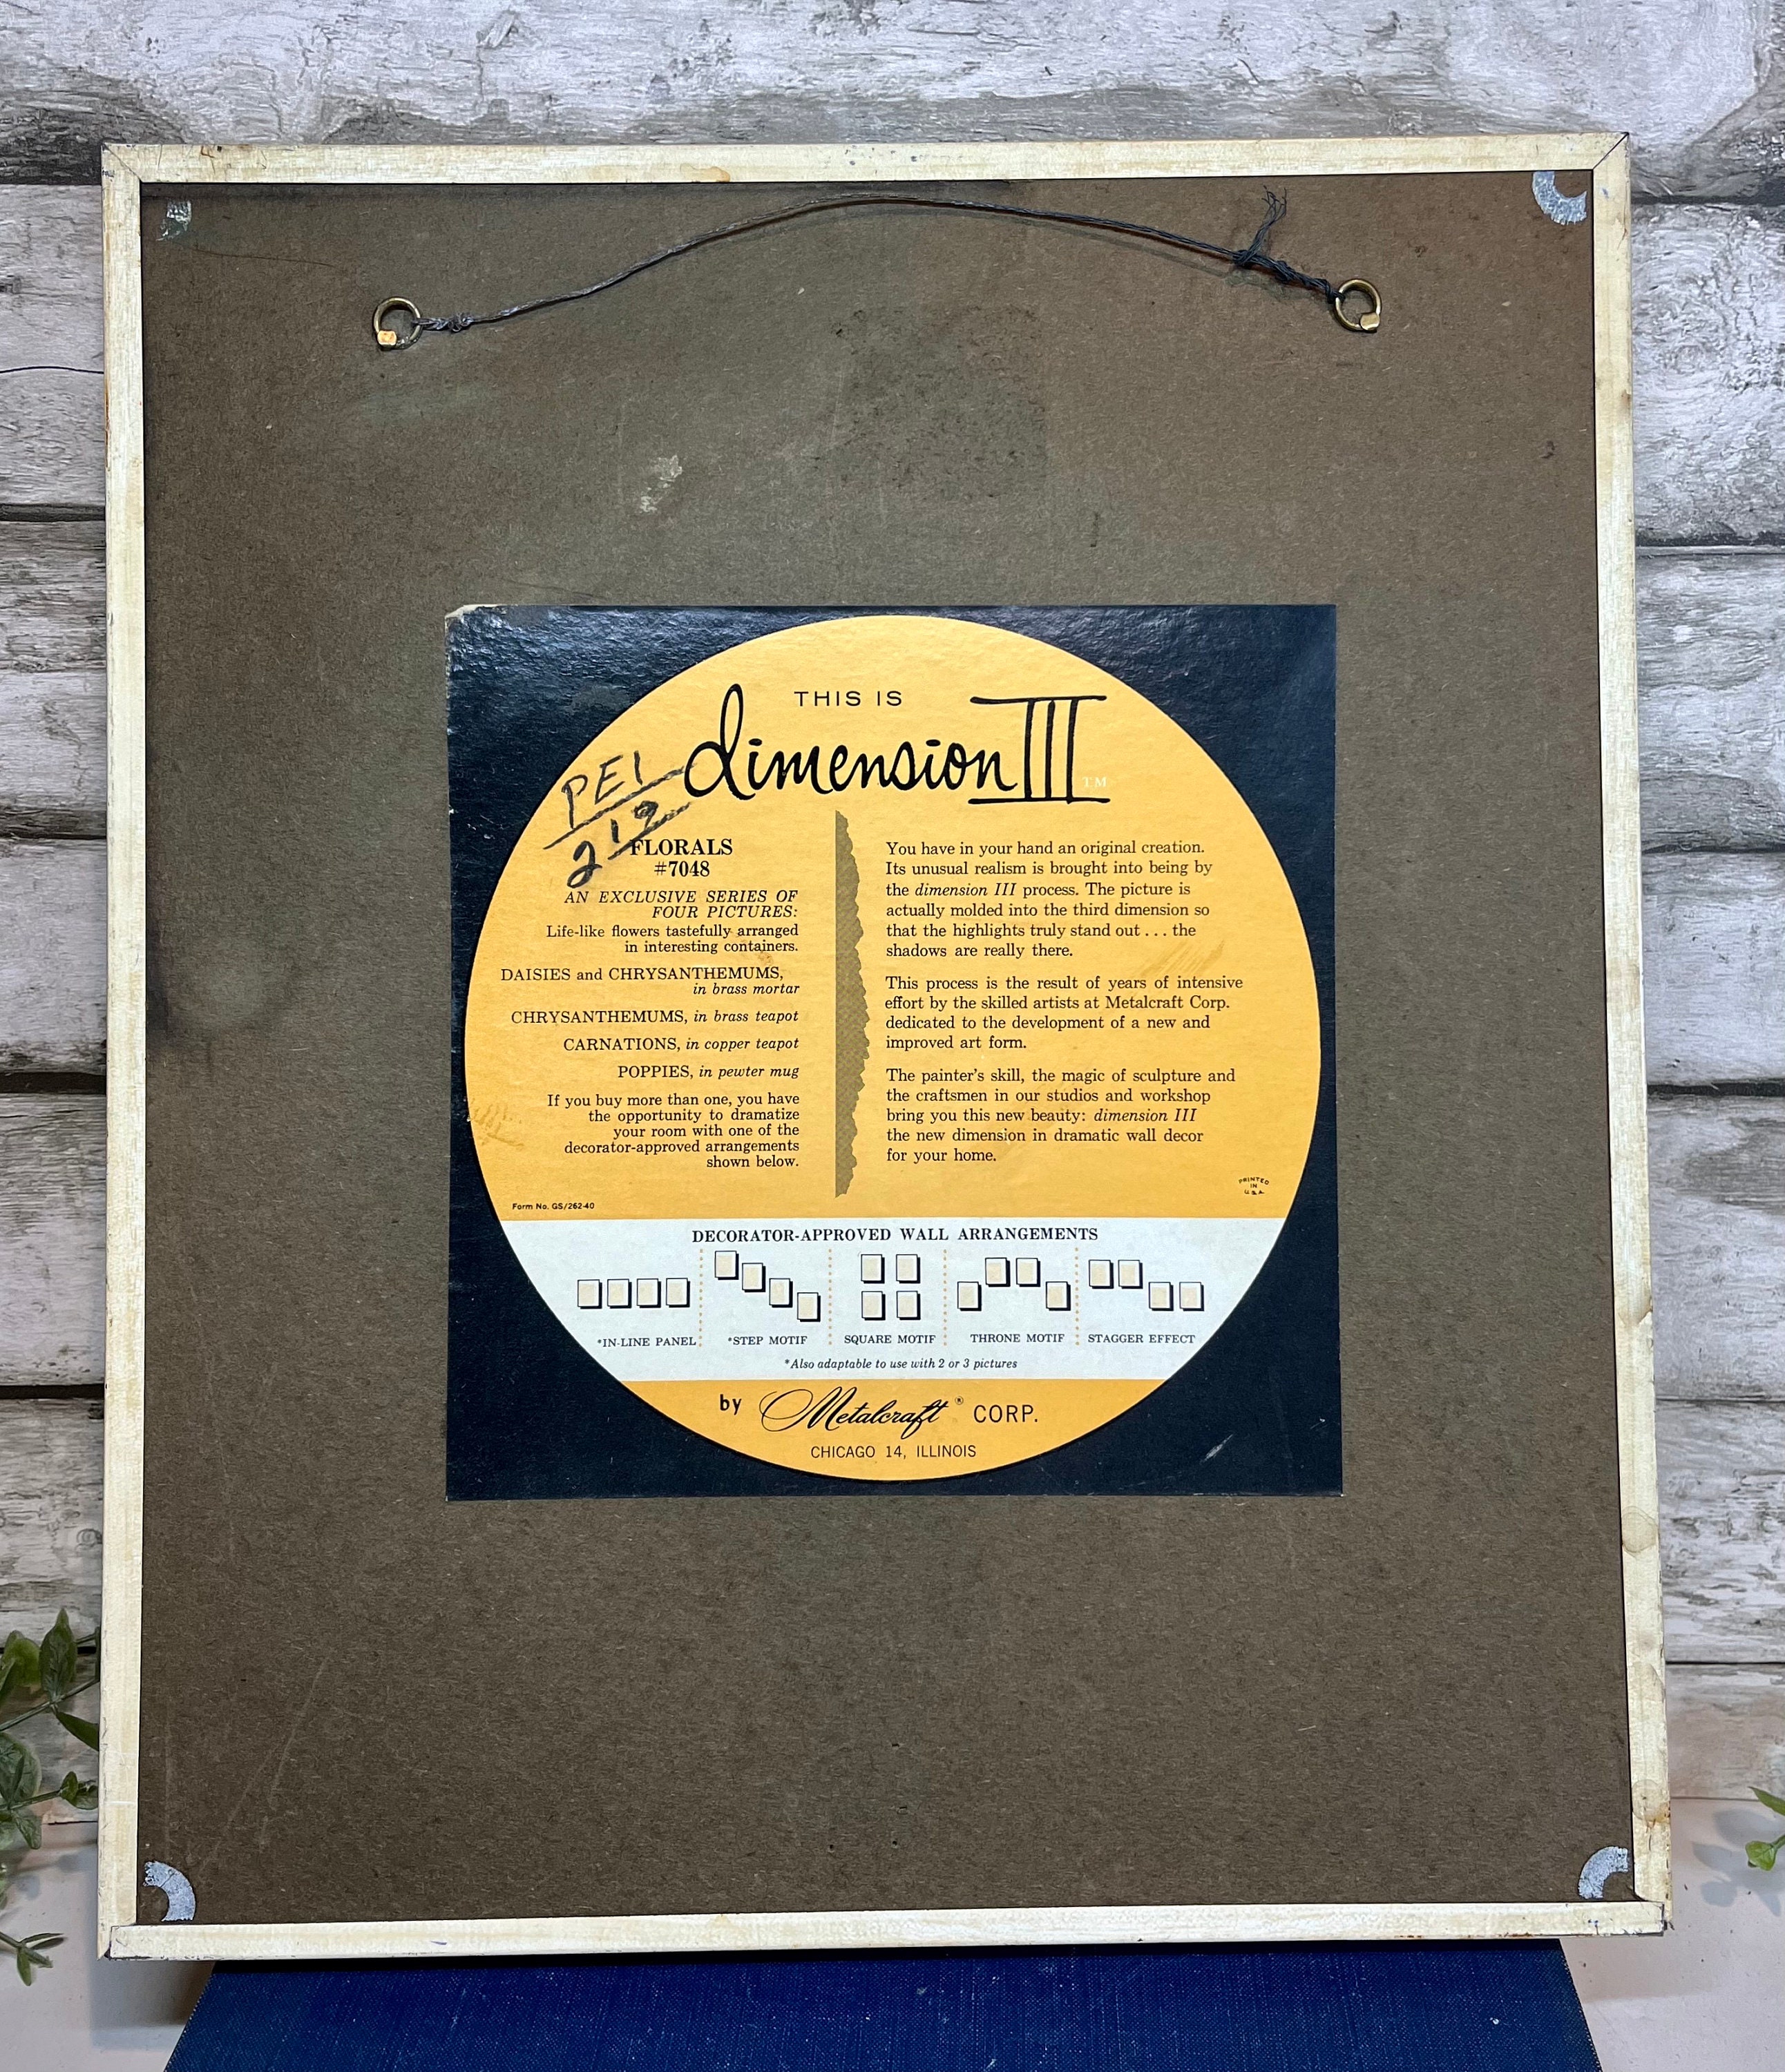 THIS IS
dimension III T.M.
PEI
212
FLORALS
#7048
AN EXCLUSIVE SERIES OF
FOUR PICTURES:
Life-like flowers tastefully arranged
in interesting containers.
DAISIES and CHRYSANTHEMUMS,
in brass mortar
CHRYSANTHEMUMS, in brass teapot
CARNATIONS, in copper teapot
POPPIES, in pewter mug
If you buy more than one, you have
the opportunity to dramatize
your room with one of the
decorator-approved arrangements
shown below.
Form No. GS/262-40
You have in your hand an original creation.
Its unusual realism is brought into being by
the dimension III process. The picture is
actually molded into the third dimension so
that the highlights truly stand out . . . the
shadows are really there.
This process is the result of years of intensive
effort by the skilled artists at Metalcraft Corp.
dedicated to the development of a new and
improved art form.
The painter's skill, the magic of sculpture and
the craftsmen in our studios and workshop
bring you this new beauty: dimension III
the new dimension in dramatic wall decor
for your home.
PRINTED
IN
U.S.A.
DECORATOR-APPROVED WALL ARRANGEMENTS
*IN-LINE PANEL *STEP MOTIF SQUARE MOTIF THRONE MOTIF STAGGER EFFECT
*Also adaptable to use with 2 or 3 pictures
by Metalcraft ® CORP.
CHICAGO 14, ILLINOIS